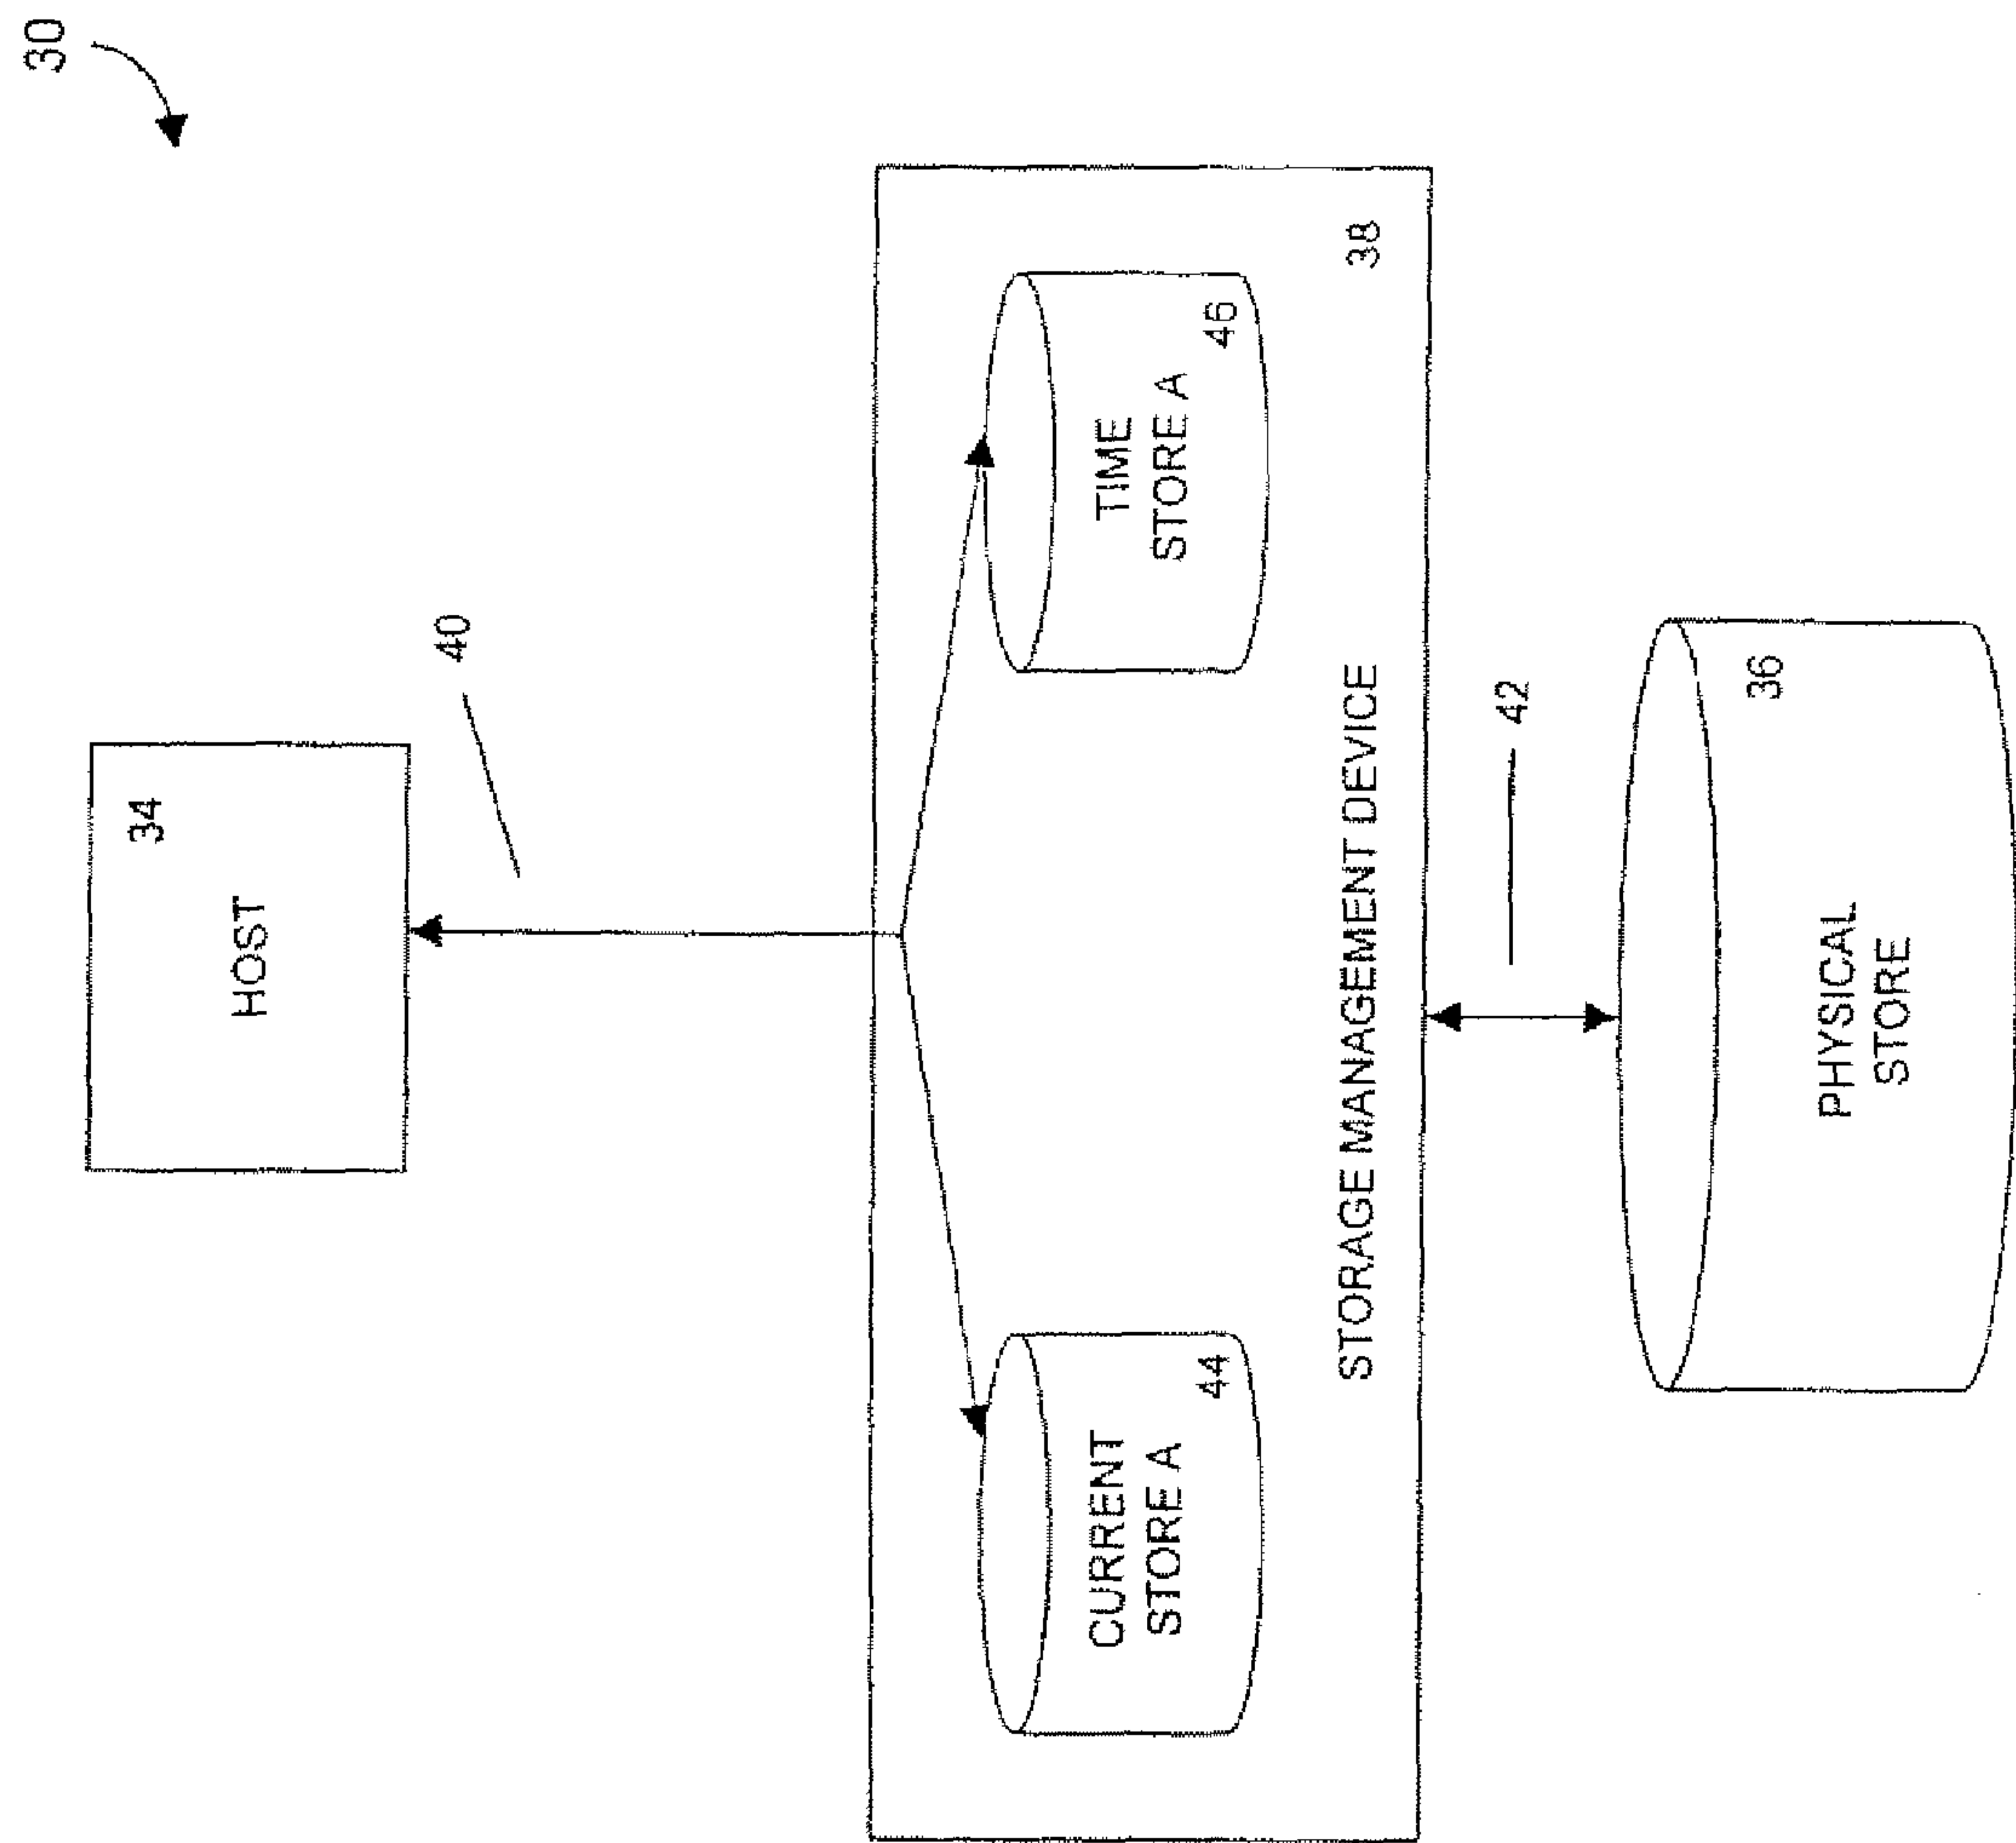 30
34
HOST
40
CURRENT
STORE A
44
TIME
STORE A
46
STORAGE MANAGEMENT DEVICE
38
42
36
PHYSICAL
STORE